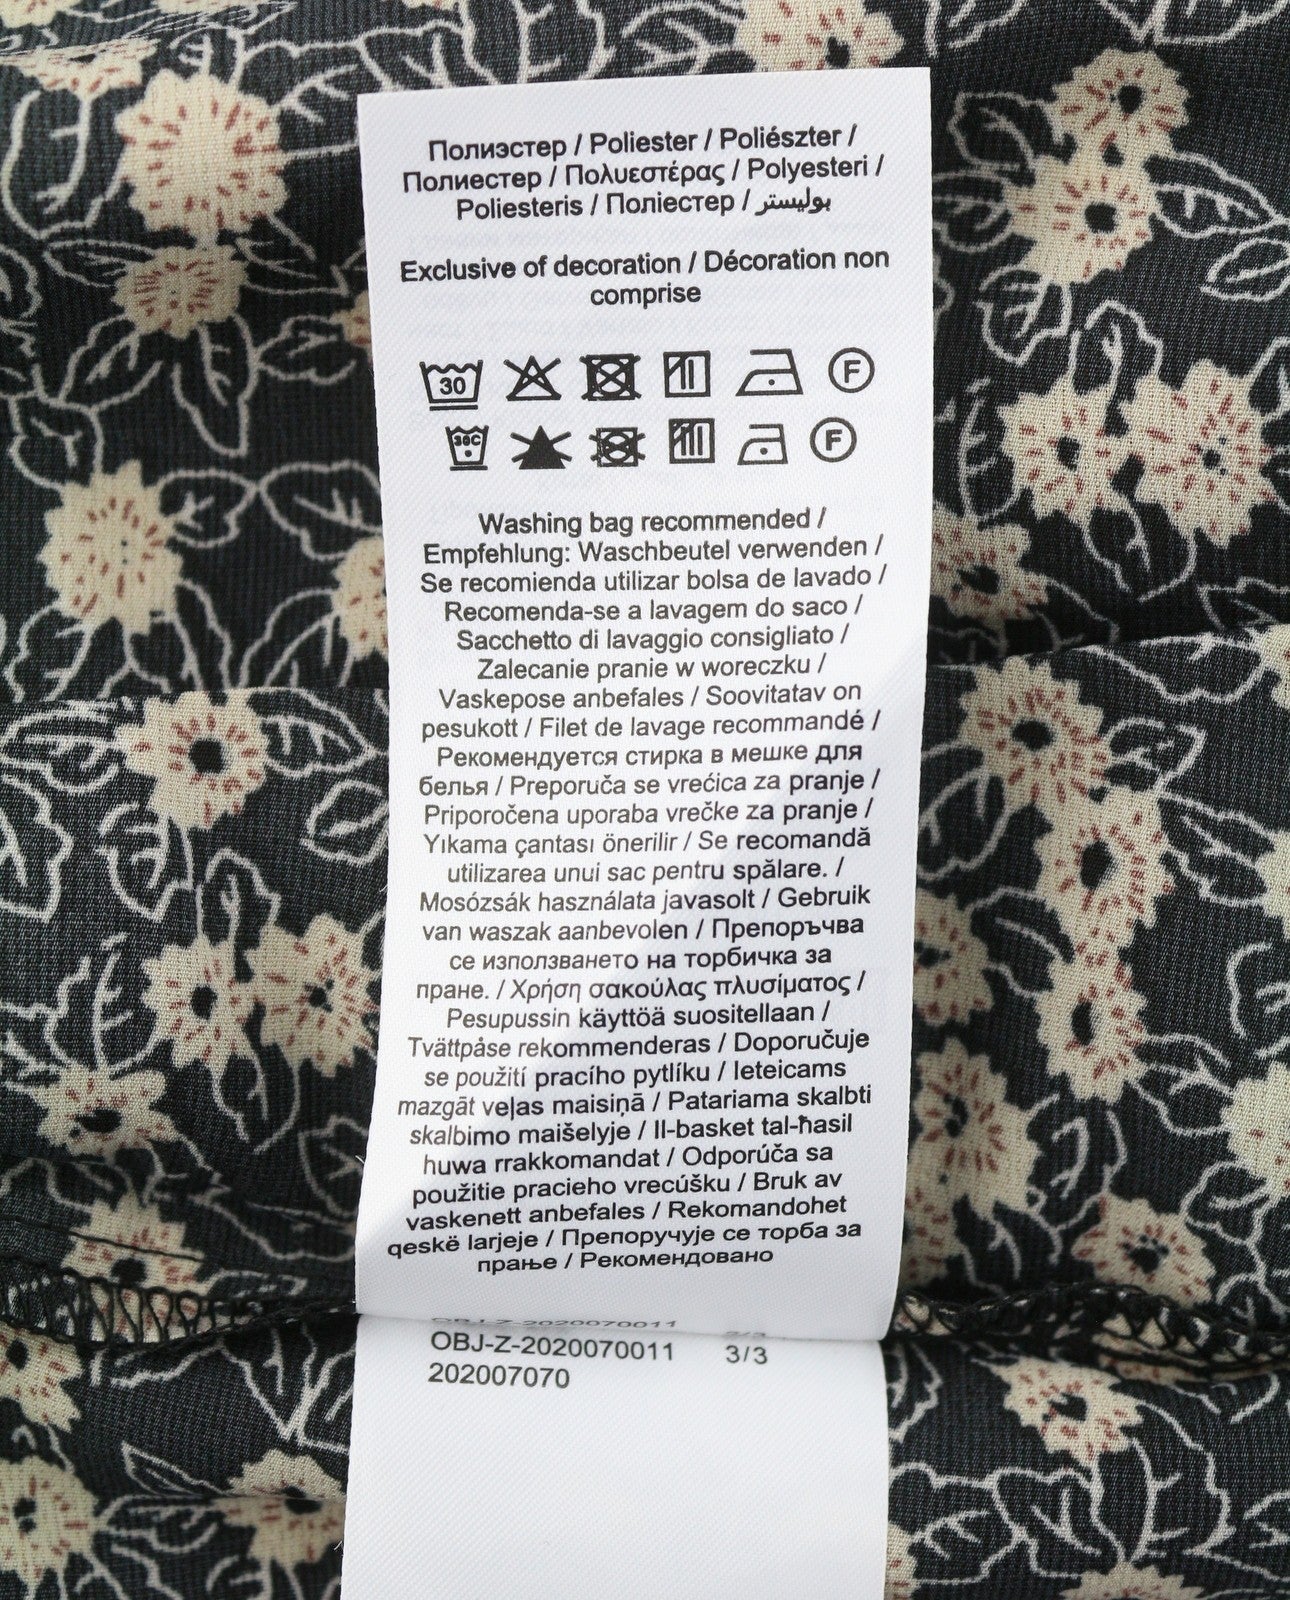 Полиэстер / Poliester / Poliészter /
Полиестер / Πολυεστέρας / Polyesteri /
Poliesteris / Поліестер / بوليستر
Exclusive of decoration / Décoration non
comprise
30 F
30C F
Washing bag recommended /
Empfehlung: Waschbeutel verwenden /
Se recomienda utilizar bolsa de lavado /
Recomenda-se a lavagem do saco /
Sacchetto di lavaggio consigliato /
Zalecanie pranie w woreczku /
Vaskepose anbefales / Soovitatav on
pesukott / Filet de lavage recommandé /
Рекомендуется стирка в мешке для
белья / Preporuča se vrećica za pranje /
Priporočena uporaba vrečke za pranje /
Yıkama çantası önerilir / Se recomandă
utilizarea unui sac pentru spălare. /
Mosózsák használata javasolt / Gebruik
van waszak aanbevolen / Препоръчва
се използването на торбичка за
пране. / Χρήση σακούλας πλυσίματος /
Pesupussin käyttöä suositellaan /
Tvättpåse rekommenderas / Doporučuje
se použití pracího pytlíku / Ieteicams
mazgāt veļas maisiņā / Patariama skalbti
skalbimo maišelyje / Il-basket tal-ħasil
huwa rrakkomandat / Odporúča sa
použitie pracieho vrecúšku / Bruk av
vaskenett anbefales / Rekomandohet
qeskë larjeje / Препоручује се торба за
прање / Рекомендовано
OBJ-Z-2020070011 3/3
202007070